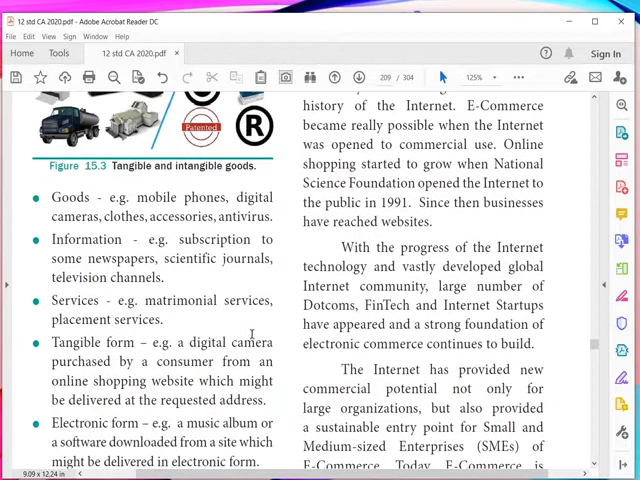 12 std CA 2020.pdf - Adobe Acrobat Reader DC
File Edit View Sign Window Help
Home Tools 12 std CA 2020.pdf × Sign In
209 / 304 125%
Patented
R
Figure 15.3 Tangible and intangible goods.
• Goods - e.g. mobile phones, digital
cameras, clothes, accessories, antivirus.
• Information - e.g. subscription to
some newspapers, scientific journals,
television channels.
• Services - e.g. matrimonial services,
placement services.
• Tangible form – e.g. a digital camera
purchased by a consumer from an
online shopping website which might
be delivered at the requested address.
• Electronic form – e.g. a music album or
a software downloaded from a site which
might be delivered in electronic form.
history of the Internet. E-Commerce
became really possible when the Internet
was opened to commercial use. Online
shopping started to grow when National
Science Foundation opened the Internet to
the public in 1991. Since then businesses
have reached websites.
With the progress of the Internet
technology and vastly developed global
Internet community, large number of
Dotcoms, FinTech and Internet Startups
have appeared and a strong foundation of
electronic commerce continues to build.
The Internet has provided new
commercial potential not only for
large organizations, but also provided
a sustainable entry point for Small and
Medium-sized Enterprises (SMEs) of
E-Commerce. Today, E-Commerce is
9.09 x 12.24 in